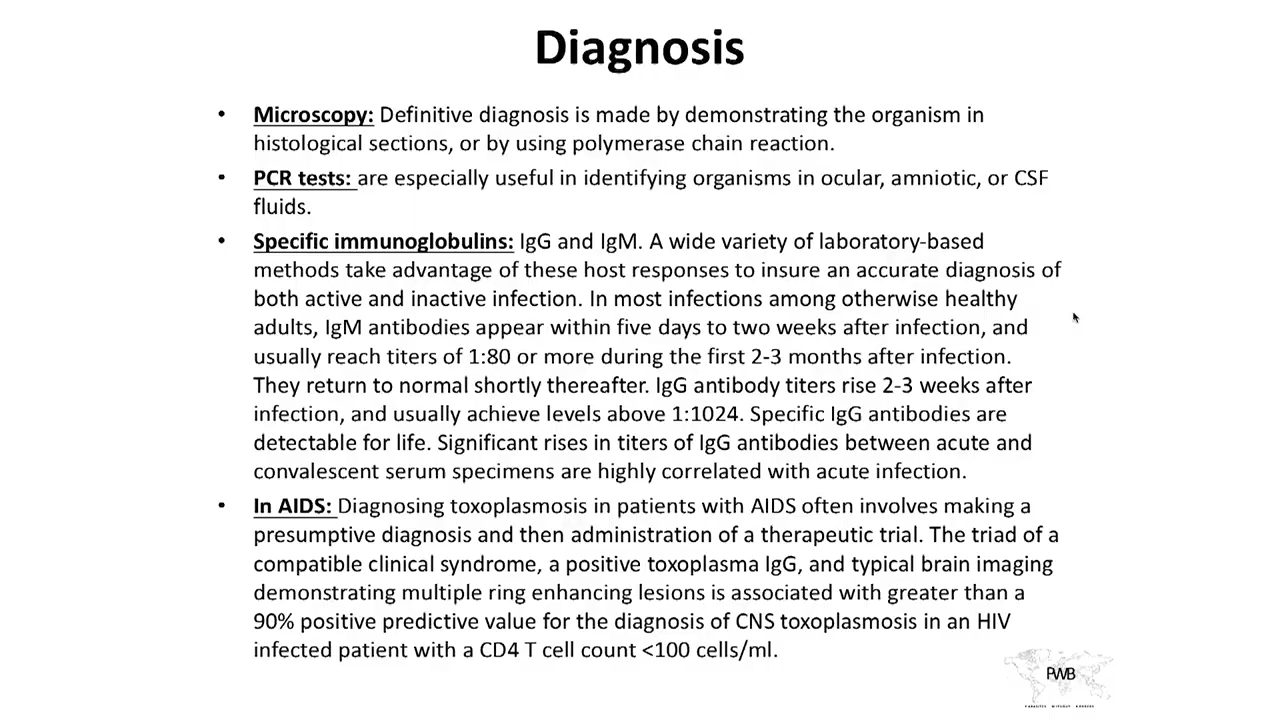 Diagnosis
• Microscopy: Definitive diagnosis is made by demonstrating the organism in
histological sections, or by using polymerase chain reaction.
• PCR tests: are especially useful in identifying organisms in ocular, amniotic, or CSF
fluids.
• Specific immunoglobulins: IgG and IgM. A wide variety of laboratory-based
methods take advantage of these host responses to insure an accurate diagnosis of
both active and inactive infection. In most infections among otherwise healthy
adults, IgM antibodies appear within five days to two weeks after infection, and
usually reach titers of 1:80 or more during the first 2-3 months after infection.
They return to normal shortly thereafter. IgG antibody titers rise 2-3 weeks after
infection, and usually achieve levels above 1:1024. Specific IgG antibodies are
detectable for life. Significant rises in titers of IgG antibodies between acute and
convalescent serum specimens are highly correlated with acute infection.
• In AIDS: Diagnosing toxoplasmosis in patients with AIDS often involves making a
presumptive diagnosis and then administration of a therapeutic trial. The triad of a
compatible clinical syndrome, a positive toxoplasma IgG, and typical brain imaging
demonstrating multiple ring enhancing lesions is associated with greater than a
90% positive predictive value for the diagnosis of CNS toxoplasmosis in an HIV
infected patient with a CD4 T cell count <100 cells/ml.
PWB
PARASITES WITHOUT BORDERS